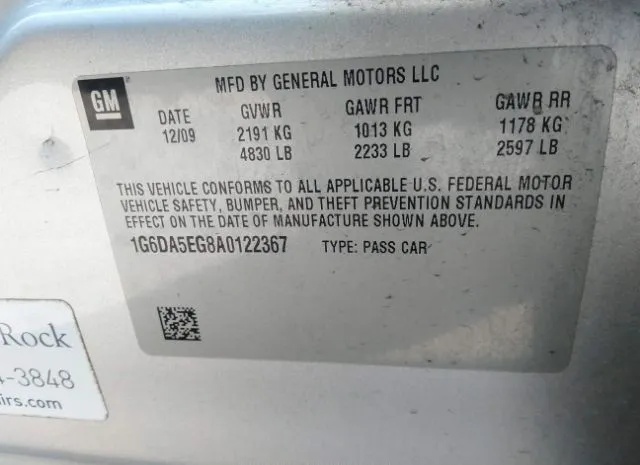 GM
MFD BY GENERAL MOTORS LLC
DATE GVWR GAWR FRT GAWR RR
12/09 2191 KG 1013 KG 1178 KG
4830 LB 2233 LB 2597 LB
THIS VEHICLE CONFORMS TO ALL APPLICABLE U.S. FEDERAL MOTOR
VEHICLE SAFETY, BUMPER, AND THEFT PREVENTION STANDARDS IN
EFFECT ON THE DATE OF MANUFACTURE SHOWN ABOVE.
1G6DA5EG8A0122367 TYPE: PASS CAR
Rock
-3848
irs.com